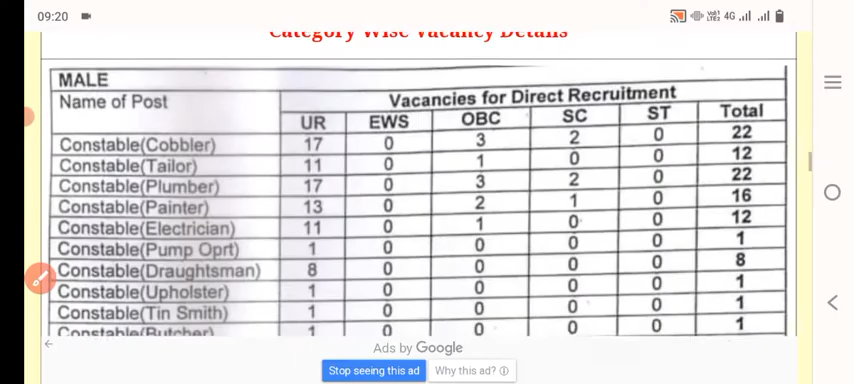 09:20
4G
Category Wise Vacancy Details
MALE
Name of Post Vacancies for Direct Recruitment
UR EWS OBC SC ST Total
Constable(Cobbler) 17 0 3 2 0 22
Constable(Tailor) 11 0 1 0 0 12
Constable(Plumber) 17 0 3 2 0 22
Constable(Painter) 13 0 2 1 0 16
Constable(Electrician) 11 0 1 0 0 12
Constable(Pump Oprt) 1 0 0 0 0 1
Constable(Draughtsman) 8 0 0 0 0 8
Constable(Upholster) 1 0 0 0 0 1
Constable(Tin Smith) 1 0 0 0 0 1
Constable(Butcher) 1 0 0 0 0 1
Ads by Google
Stop seeing this ad Why this ad?